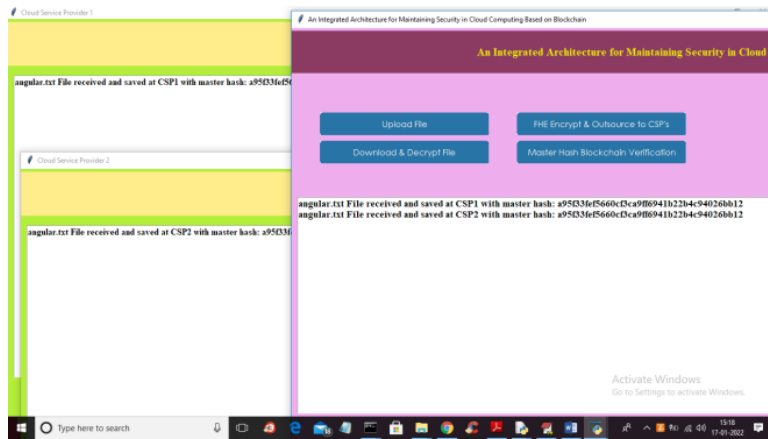 Cloud Service Provider 1
An Integrated Architecture for Maintaining Security in Cloud Computing Based on Blockchain
An Integrated Architecture for Maintaining Security in Cloud
angular.txt File received and saved at CSP1 with master hash: a95f33fef56
Upload File
FHE Encrypt & Outsource to CSP's
Download & Decrypt File
Master Hash Blockchain Verification
Cloud Service Provider 2
angular.txt File received and saved at CSP1 with master hash: a95f33fef5660cf3ca9ff6941b22b4c94026bb12
angular.txt File received and saved at CSP2 with master hash: a95f33fef5660cf3ca9ff6941b22b4c94026bb12
angular.txt File received and saved at CSP2 with master hash: a95f33f
Activate Windows
Go to Settings to activate Windows.
Type here to search
15:18
17-01-2022